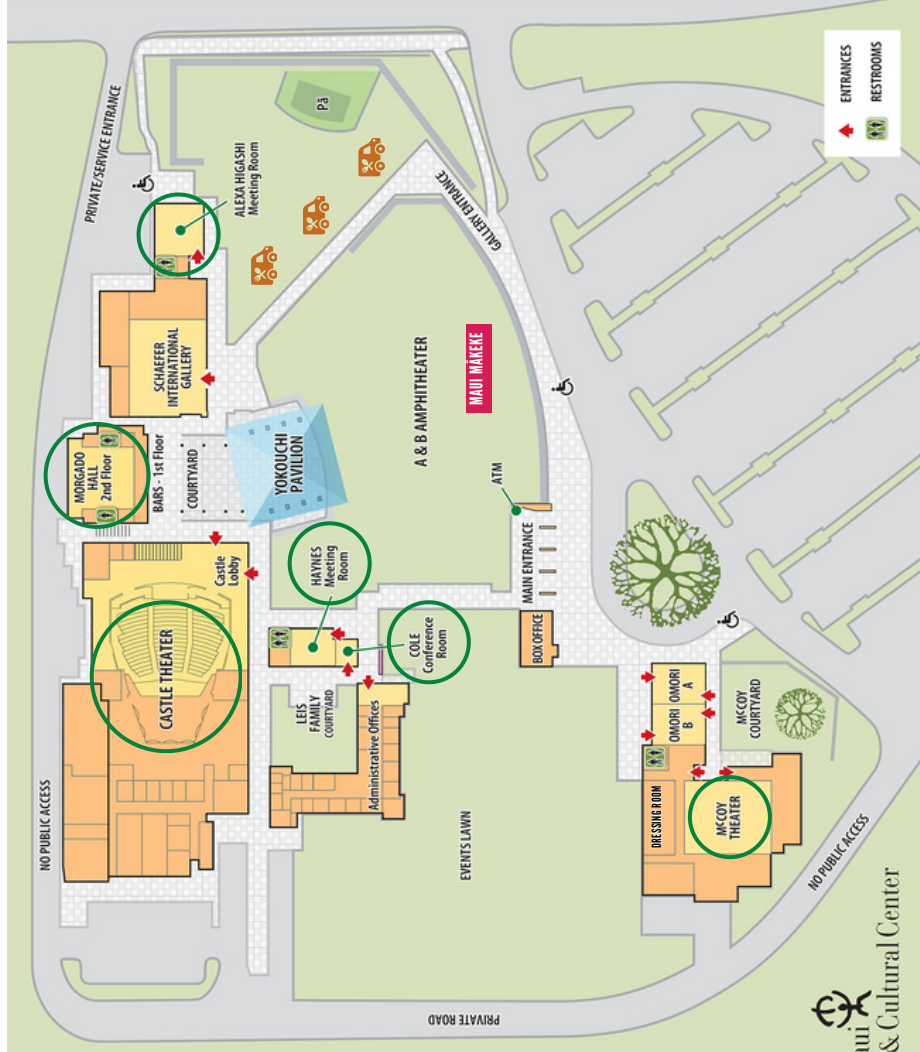 PRIVATE/SERVICE ENTRANCE
ALEXA HIGASHI
Meeting Room
Pā
ENTRANCES
RESTROOMS
GALLERY ENTRANCE
SCHAEFER
INTERNATIONAL
GALLERY
MAUI MĀKEKE
A & B AMPHITHEATER
MORGADO
HALL
2nd Floor
BARS - 1st Floor
COURTYARD
YOKOUCHI
PAVILION
ATM
MAIN ENTRANCE
Castle
Lobby
HAYNES
Meeting
Room
CASTLE THEATER
COLE
Conference
Room
BOX OFFICE
LEIS
FAMILY
COURTYARD
Administrative Offices
OMORI
A
OMORI
B
McCOY
COURTYARD
NO PUBLIC ACCESS
EVENTS LAWN
DRESSING ROOM
McCOY
THEATER
NO PUBLIC ACCESS
PRIVATE ROAD
& Cultural Center